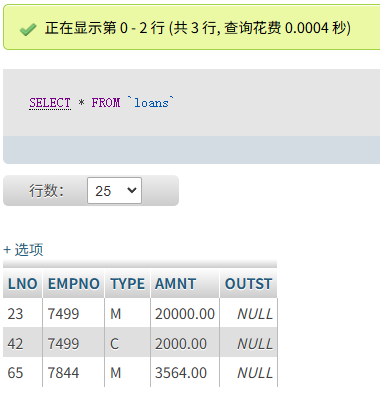 正在显示第 0 - 2 行 (共 3 行, 查询花费 0.0004 秒)
SELECT * FROM `loans`
行数： 25
+ 选项
LNO EMPNO TYPE AMNT OUTST
23 7499 M 20000.00 NULL
42 7499 C 2000.00 NULL
65 7844 M 3564.00 NULL